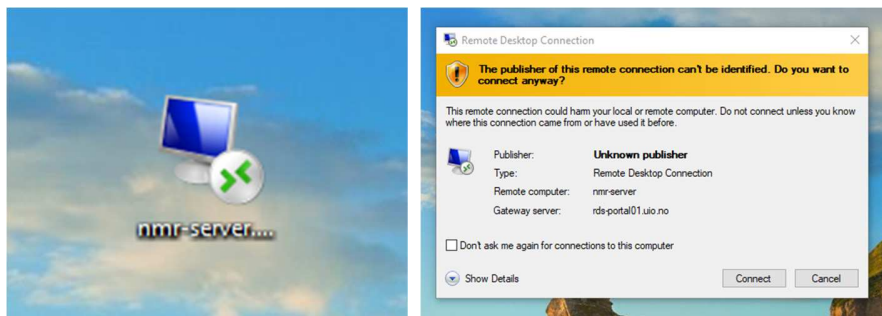 nmr-server....
Remote Desktop Connection
The publisher of this remote connection can't be identified. Do you want to
connect anyway?
This remote connection could harm your local or remote computer. Do not connect unless you know
where this connection came from or have used it before.
Publisher: Unknown publisher
Type: Remote Desktop Connection
Remote computer: nmr-server
Gateway server: rds-portal01.uio.no
Don't ask me again for connections to this computer
Show Details
Connect Cancel